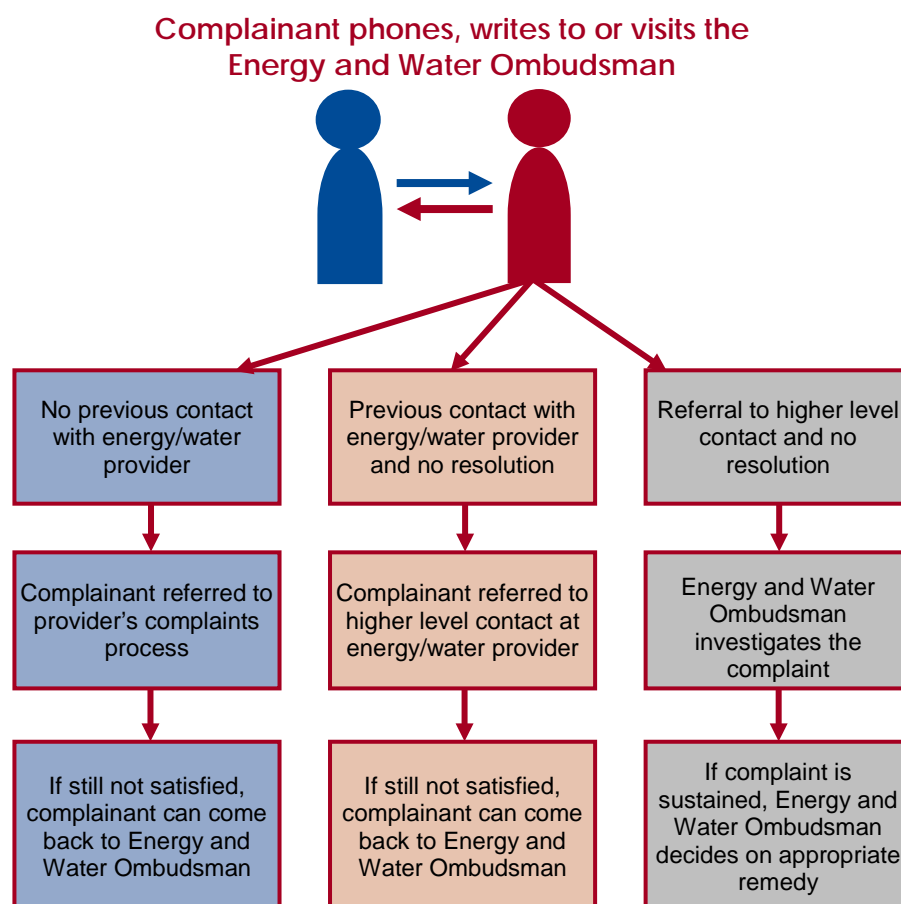 Complainant phones, writes to or visits the
Energy and Water Ombudsman
No previous contact
with energy/water
provider
Previous contact with
energy/water provider
and no resolution
Referral to higher level
contact and no
resolution
Complainant referred to
provider’s complaints
process
Complainant referred to
higher level contact at
energy/water provider
Energy and Water
Ombudsman
investigates the
complaint
If still not satisfied,
complainant can come
back to Energy and
Water Ombudsman
If still not satisfied,
complainant can come
back to Energy and
Water Ombudsman
If complaint is
sustained, Energy and
Water Ombudsman
decides on appropriate
remedy